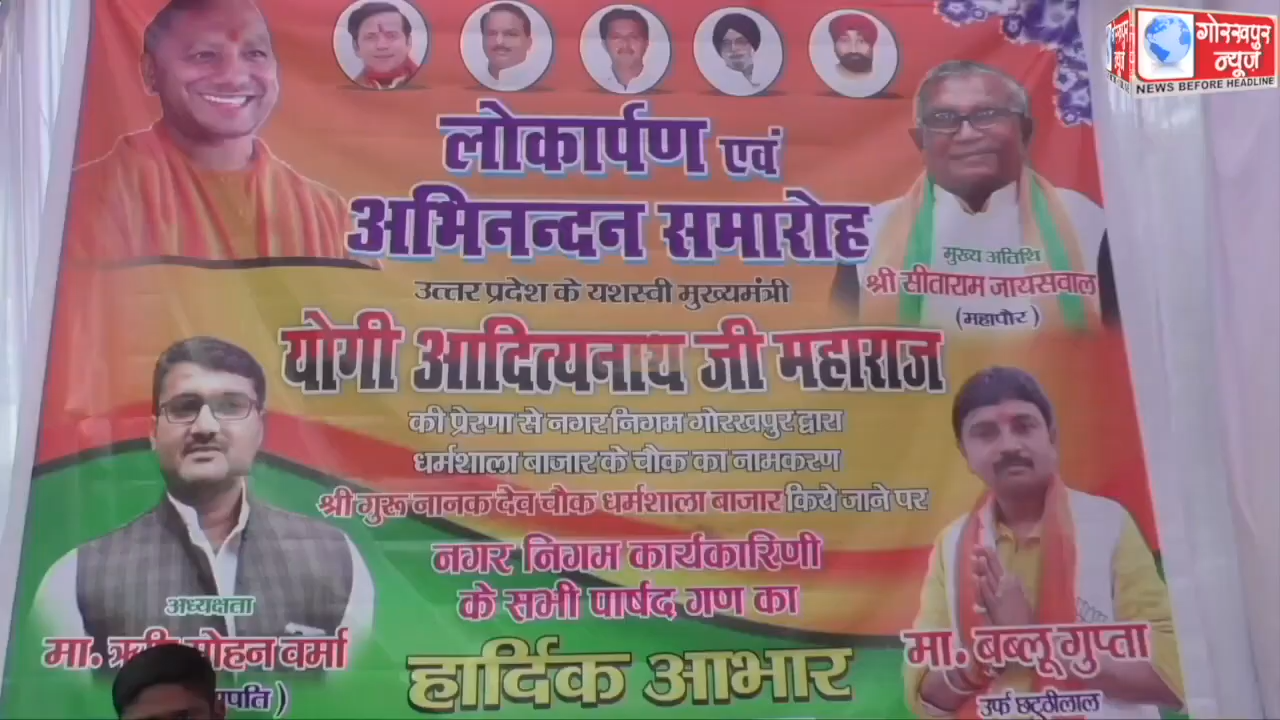 गोरखपुर
न्यूज़
NEWS BEFORE HEADLINE
लोकार्पण एवं
अभिनन्दन समारोह
मुख्य अतिथि
श्री सीताराम जायसवाल
(महापौर)
उत्तर प्रदेश के यशस्वी मुख्यमंत्री
योगी आदित्यनाथ जी महाराज
की प्रेरणा से नगर निगम गोरखपुर द्वारा
धर्मशाला बाजार के चौक का नामकरण
श्री गुरू नानक देव चौक धर्मशाला बाजार किये जाने पर
नगर निगम कार्यकारिणी
के सभी पार्षद गण का
हार्दिक आभार
अध्यक्षता
मा. मोहन वर्मा
मा. बब्लू गुप्ता
उर्फ छट्ठीलाल